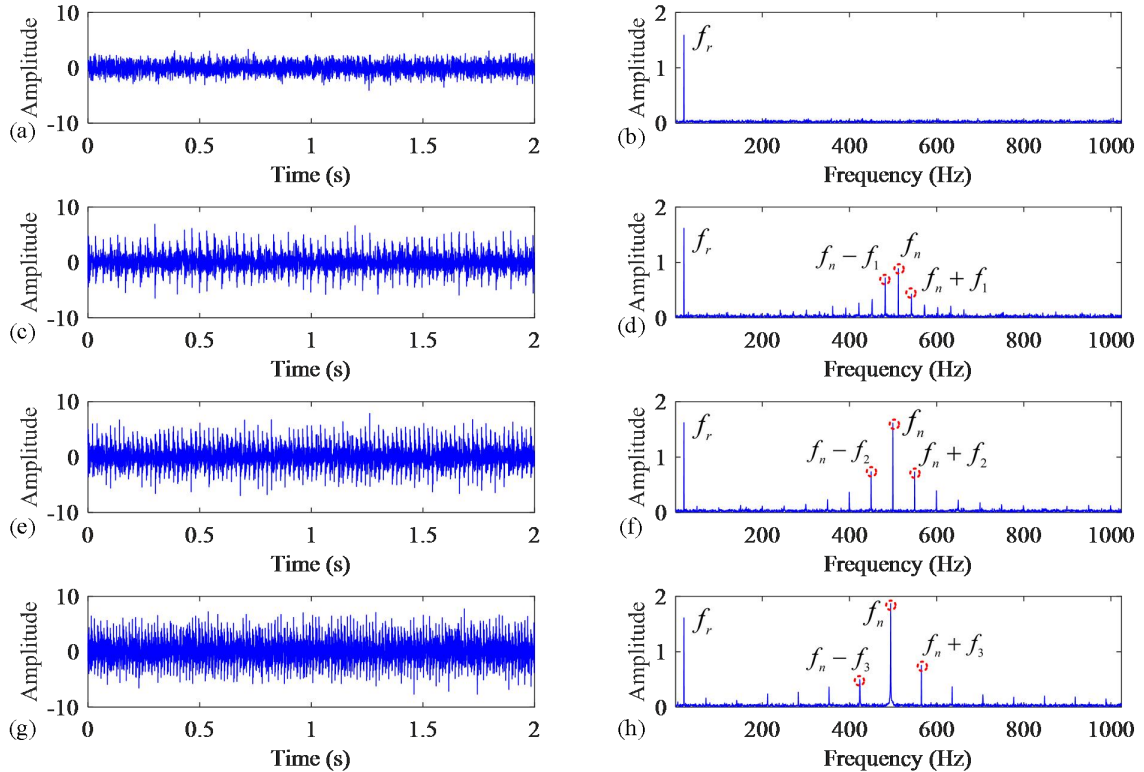 10
0
-10
Amplitude
0 0.5 1 1.5 2
Time (s)
(a)
2
1
0
Amplitude
f_r
200 400 600 800 1000
Frequency (Hz)
(b)
10
0
-10
Amplitude
0 0.5 1 1.5 2
Time (s)
(c)
2
1
0
Amplitude
f_r
f_n − f_1
f_n
f_n + f_1
200 400 600 800 1000
Frequency (Hz)
(d)
10
0
-10
Amplitude
0 0.5 1 1.5 2
Time (s)
(e)
2
1
0
Amplitude
f_r
f_n − f_2
f_n
f_n + f_2
200 400 600 800 1000
Frequency (Hz)
(f)
10
0
-10
Amplitude
0 0.5 1 1.5 2
Time (s)
(g)
2
1
0
Amplitude
f_r
f_n − f_3
f_n
f_n + f_3
200 400 600 800 1000
Frequency (Hz)
(h)